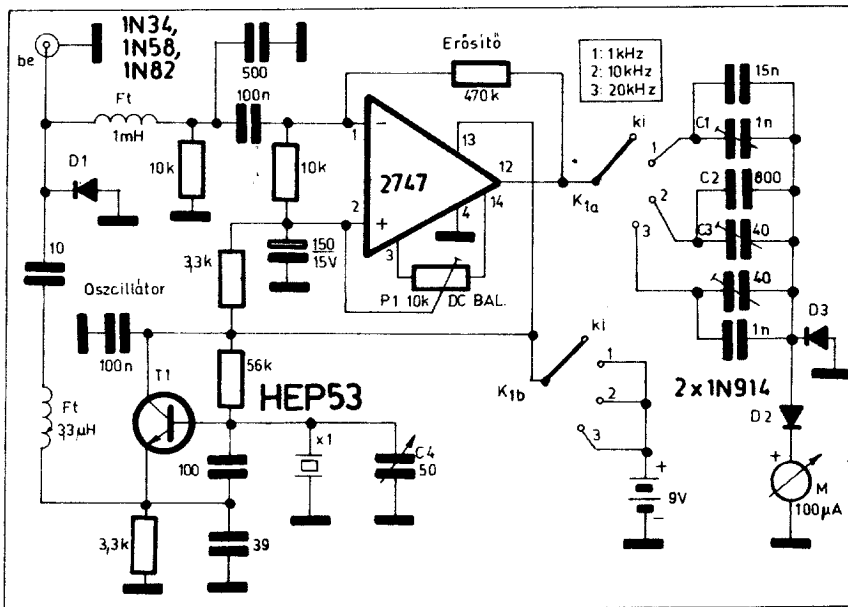 be
1N34,
1N58,
1N82
500
100n
Ft
1mH
10k
10k
D1
Erősítő
470k
1: 1kHz
2: 10kHz
3: 20kHz
−
1
2747
13
12
14
4
2
+
3
P1 10k
DC BAL.
150
15V
ki
K1a
1
2
3
15n
C1
1n
C2
800
C3
40
40
1n
D3
10
3,3k
Oszcillátor
100n
56k
T1
HEP53
Ft
33µH
100
x1
C4
50
3,3k
39
ki
K1b
1
2
3
+
9V
−
2x1N914
D2
+
M
100µA